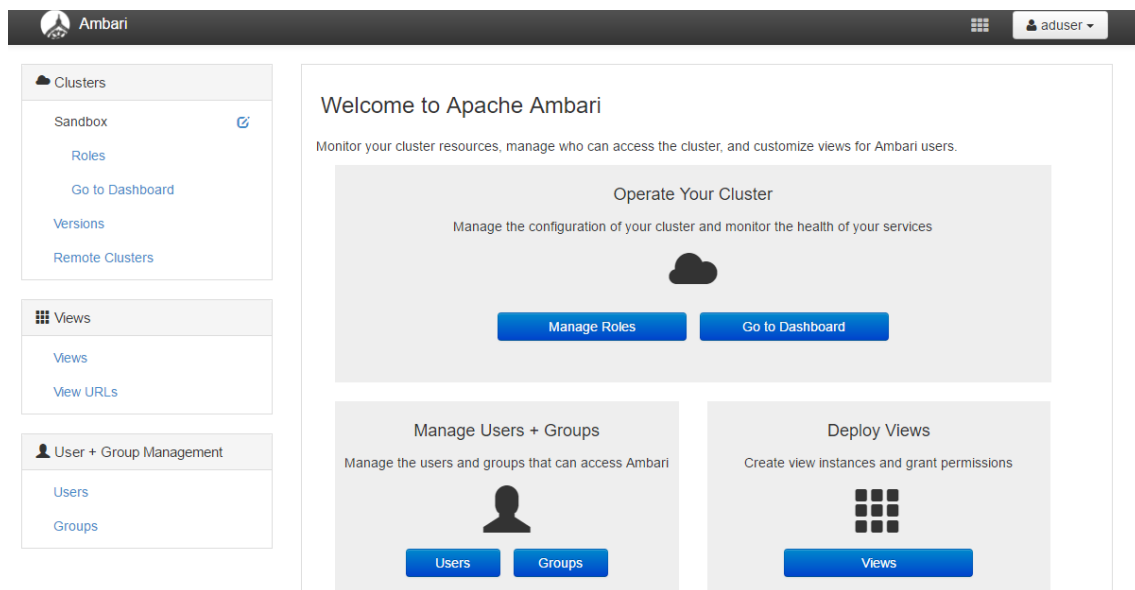 Ambari
aduser
Clusters
Sandbox
Roles
Go to Dashboard
Versions
Remote Clusters
Views
Views
View URLs
User + Group Management
Users
Groups
Welcome to Apache Ambari
Monitor your cluster resources, manage who can access the cluster, and customize views for Ambari users.
Operate Your Cluster
Manage the configuration of your cluster and monitor the health of your services
Manage Roles
Go to Dashboard
Manage Users + Groups
Manage the users and groups that can access Ambari
Users
Groups
Deploy Views
Create view instances and grant permissions
Views